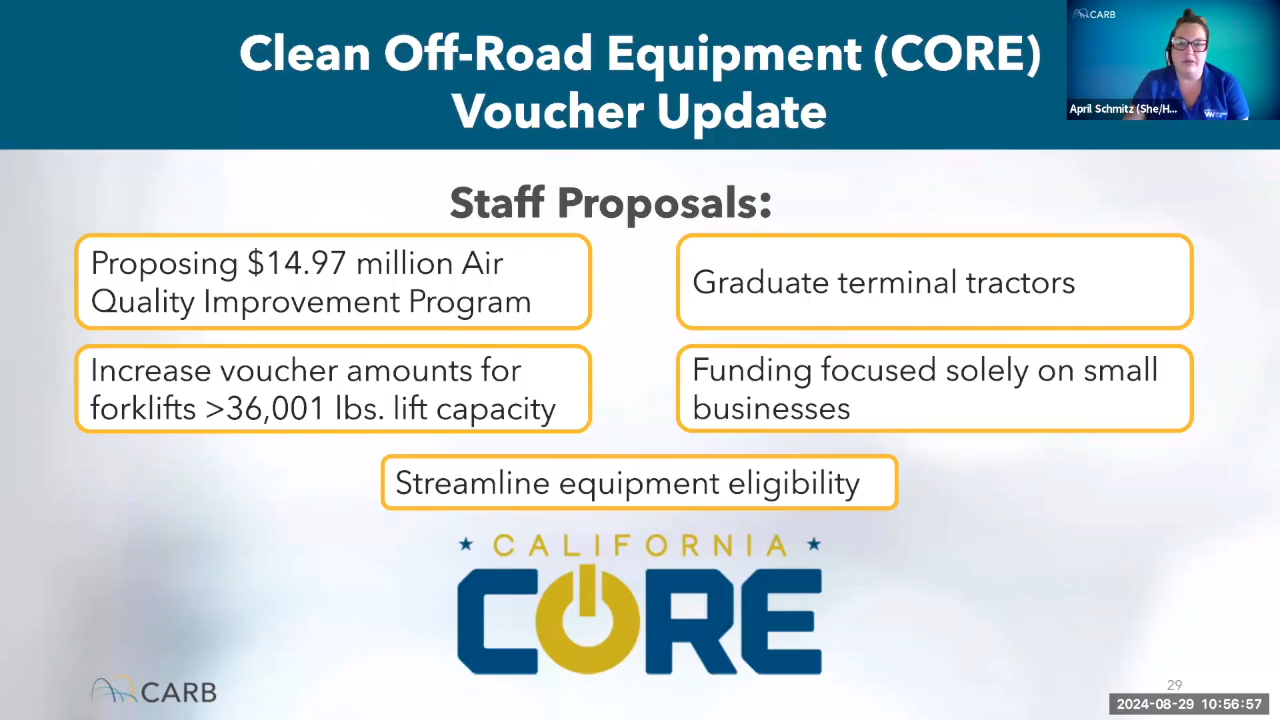 Clean Off-Road Equipment (CORE)
Voucher Update
CARB
April Schmitz (She/H...
Staff Proposals:
Proposing $14.97 million Air
Quality Improvement Program
Graduate terminal tractors
Increase voucher amounts for
forklifts >36,001 lbs. lift capacity
Funding focused solely on small
businesses
Streamline equipment eligibility
CALIFORNIA
CORE
CARB
29
2024-08-29 10:56:57